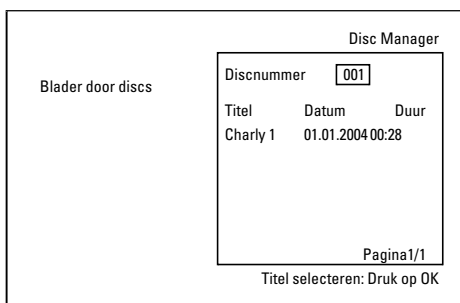 Disc Manager
Blader door discs
Discnummer 001
Titel Datum Duur
Charly 1 01.01.2004 00:28
Pagina1/1
Titel selecteren: Druk op OK